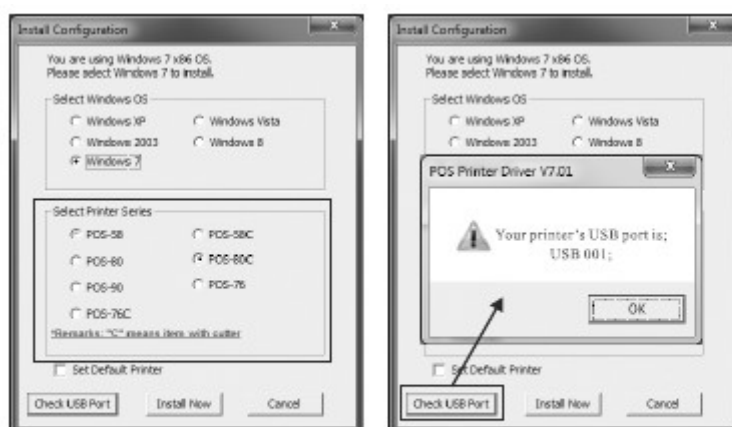 Install Configuration
You are using Windows 7 x86 OS.
Please select Windows 7 to install.
Select Windows OS
Windows XP Windows Vista
Windows 2003 Windows 8
Windows 7
Select Printer Series
POS-58 POS-58C
POS-80 POS-80C
POS-90 POS-76
POS-76C
*Remarks: "C" means item with cutter
Set Default Printer
Check USB Port Install Now Cancel
Install Configuration
You are using Windows 7 x86 OS.
Please select Windows 7 to install.
Select Windows OS
Windows XP Windows Vista
Windows 2003 Windows 8
POS Printer Driver V7.01
Your printer's USB port is;
USB 001;
OK
Set Default Printer
Check USB Port Install Now Cancel